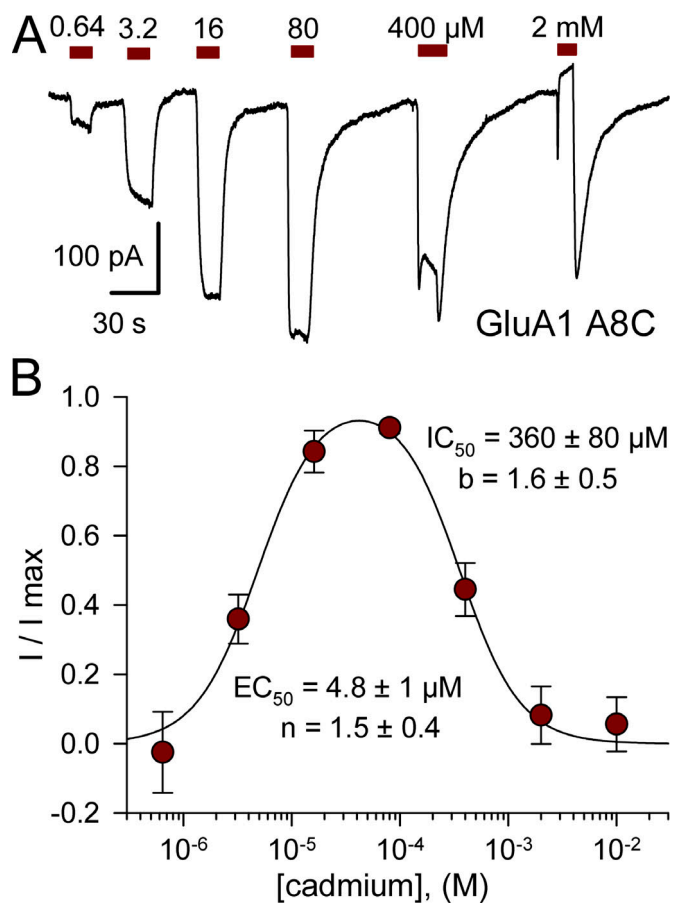 A
0.64 3.2 16 80 400 µM 2 mM
100 pA
30 s
GluA1 A8C
B
1.0
0.8
0.6
0.4
0.2
0.0
-0.2
I / I max
IC50 = 360 ± 80 µM
b = 1.6 ± 0.5
EC50 = 4.8 ± 1 µM
n = 1.5 ± 0.4
10-6 10-5 10-4 10-3 10-2
[cadmium], (M)